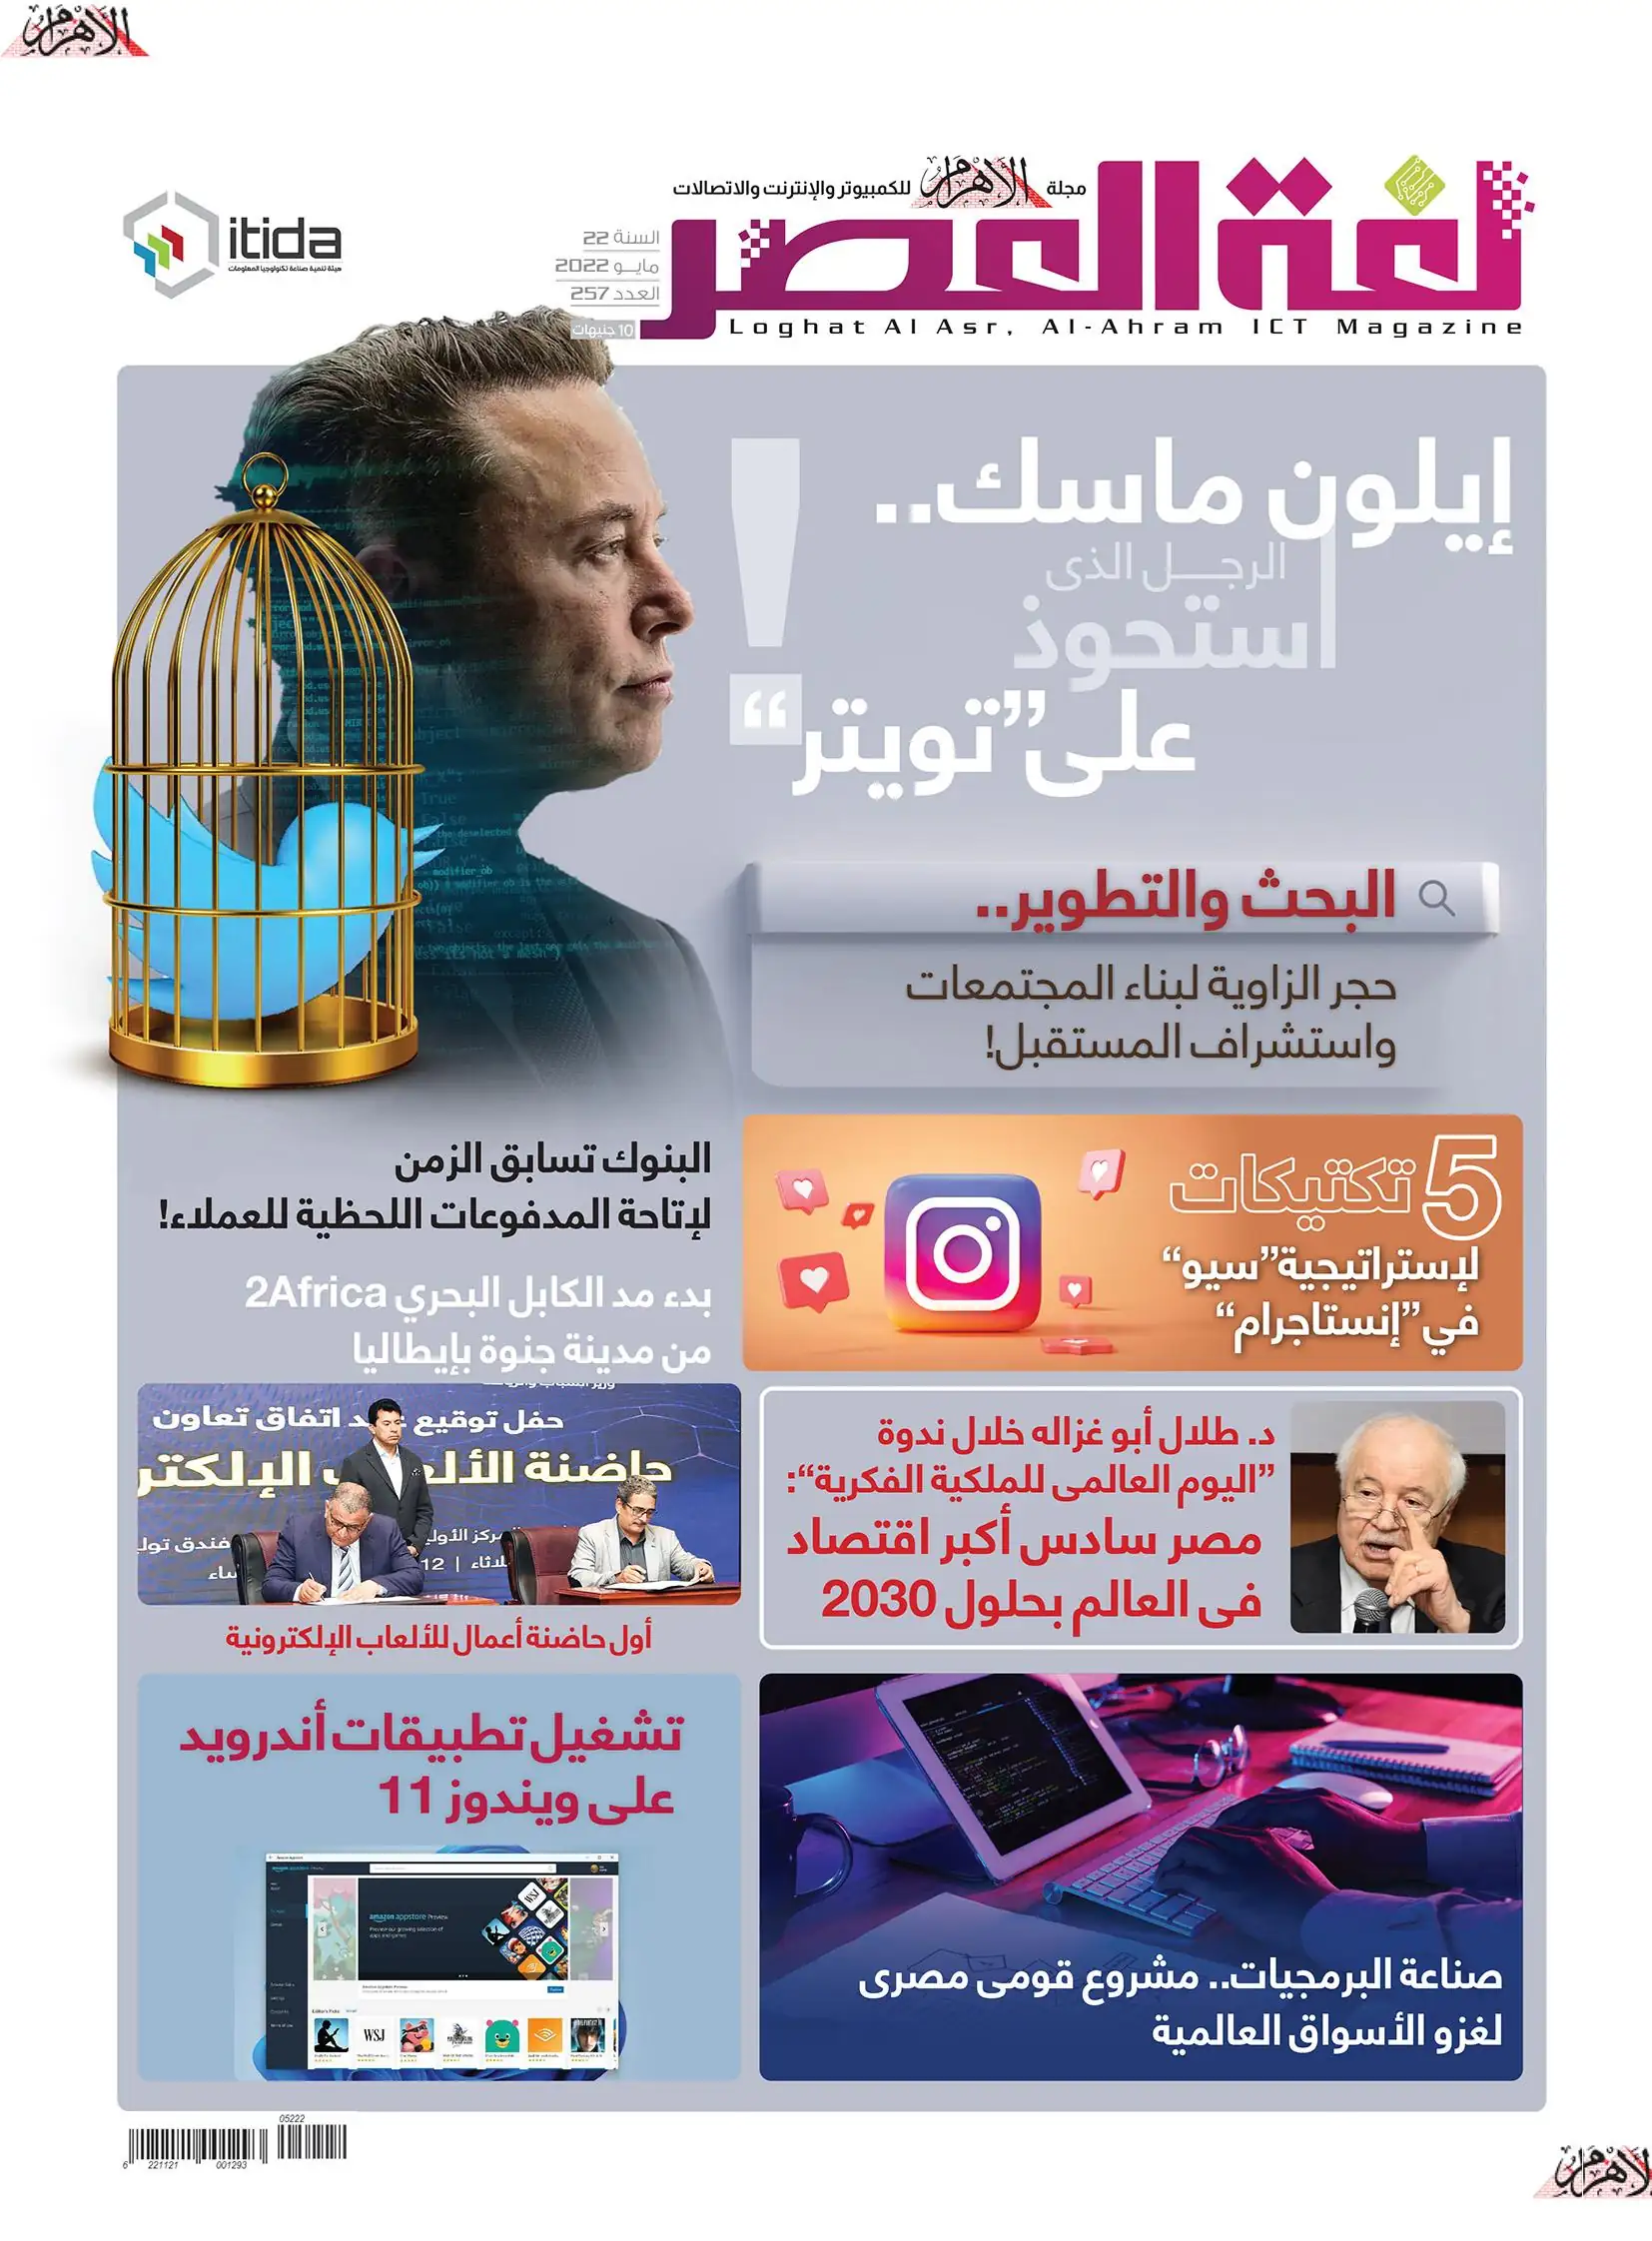 الأهرام
مجلة الأهرام للكمبيوتر والإنترنت والاتصالات
لغة العصر
Loghat Al Asr, Al-Ahram ICT Magazine
السنة 22
مايو 2022
العدد 257
10 جنيهات
itida
هيئة تنمية صناعة تكنولوجيا المعلومات
إيلون ماسك..
الرجل الذى
استحوذ
على "تويتر"!
البحث والتطوير..
حجر الزاوية لبناء المجتمعات
واستشراف المستقبل!
البنوك تسابق الزمن
لإتاحة المدفوعات اللحظية للعملاء!
بدء مد الكابل البحري 2Africa
من مدينة جنوة بإيطاليا
5 تكتيكات
لإستراتيجية "سيو"
في "إنستاجرام"
د. طلال أبو غزاله خلال ندوة
"اليوم العالمى للملكية الفكرية":
مصر سادس أكبر اقتصاد
فى العالم بحلول 2030
حفل توقيع اتفاق تعاون
حاضنة
أول حاضنة أعمال للألعاب الإلكترونية
تشغيل تطبيقات أندرويد
على ويندوز 11
amazon appstore Preview
WSJ
صناعة البرمجيات.. مشروع قومى مصرى
لغزو الأسواق العالمية
05222
6 221121 001293
الأهرام